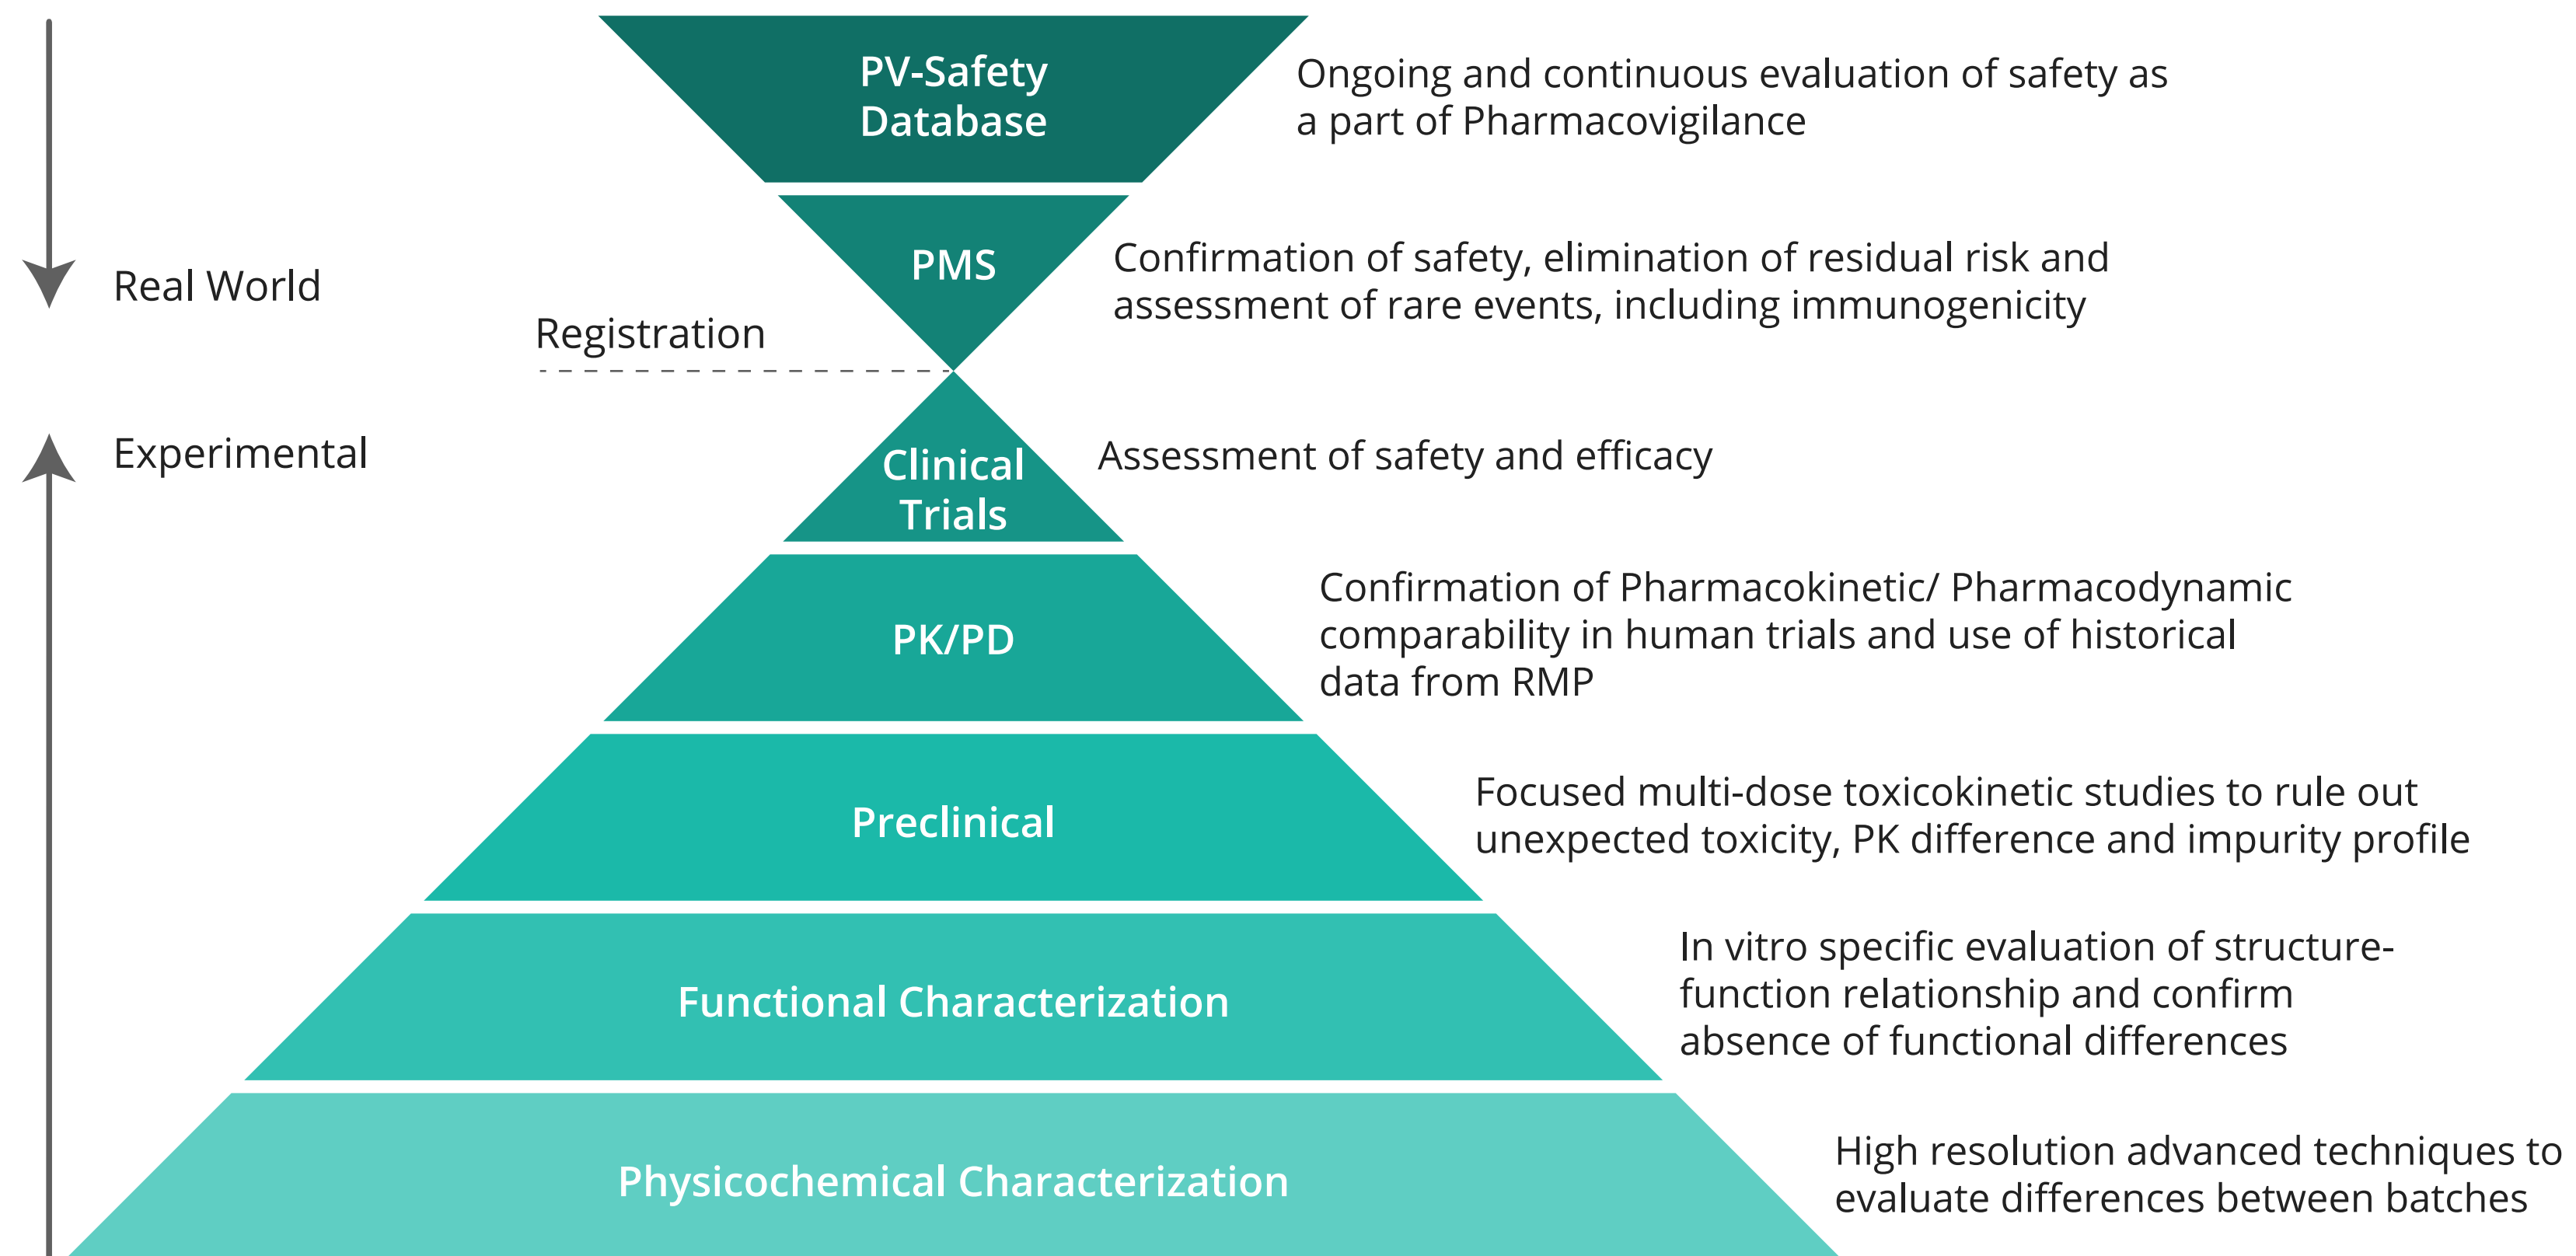 PV-Safety
Database
Ongoing and continuous evaluation of safety as
a part of Pharmacovigilance
PMS
Confirmation of safety, elimination of residual risk and
assessment of rare events, including immunogenicity
Real World
Registration
Experimental
Clinical
Trials
Assessment of safety and efficacy
PK/PD
Confirmation of Pharmacokinetic/ Pharmacodynamic
comparability in human trials and use of historical
data from RMP
Preclinical
Focused multi-dose toxicokinetic studies to rule out
unexpected toxicity, PK difference and impurity profile
Functional Characterization
In vitro specific evaluation of structure-
function relationship and confirm
absence of functional differences
Physicochemical Characterization
High resolution advanced techniques to
evaluate differences between batches